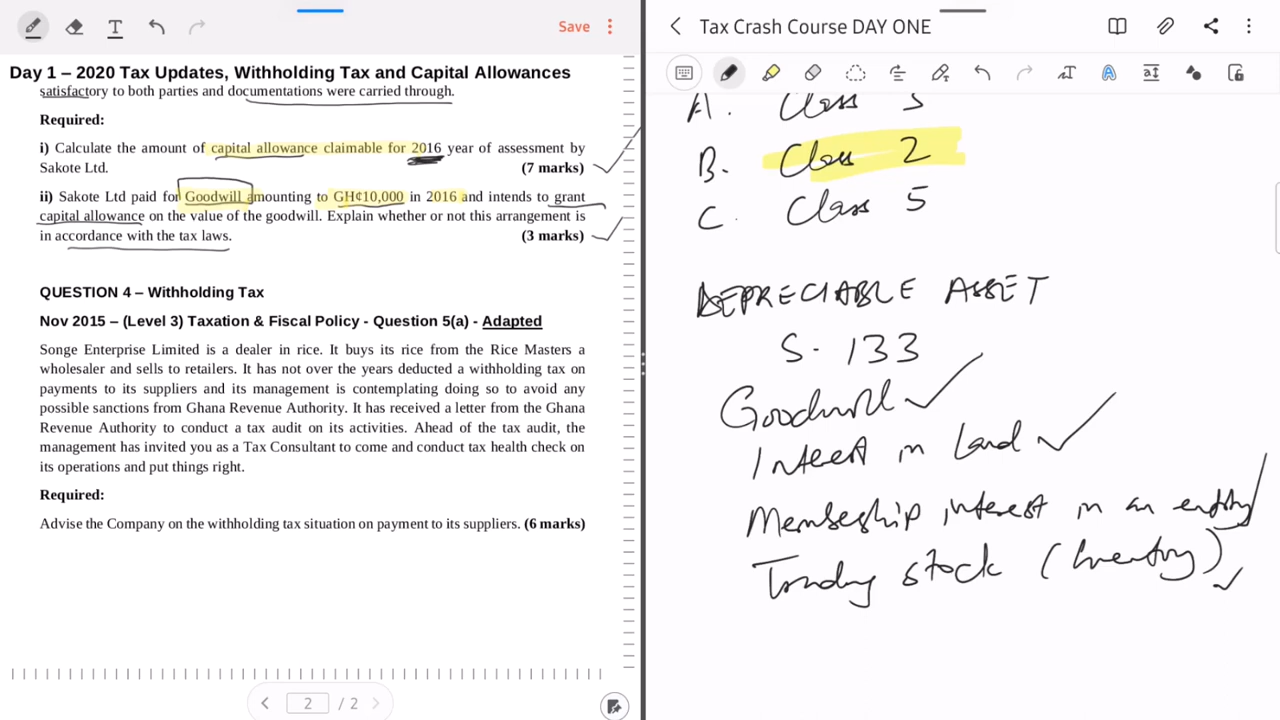 Save
Day 1 – 2020 Tax Updates, Withholding Tax and Capital Allowances
satisfactory to both parties and documentations were carried through.
Required:
i) Calculate the amount of capital allowance claimable for 2016 year of assessment by
Sakote Ltd. (7 marks)
ii) Sakote Ltd paid for Goodwill amounting to GH¢10,000 in 2016 and intends to grant
capital allowance on the value of the goodwill. Explain whether or not this arrangement is
in accordance with the tax laws. (3 marks)
QUESTION 4 – Withholding Tax
Nov 2015 – (Level 3) Taxation & Fiscal Policy - Question 5(a) - Adapted
Songe Enterprise Limited is a dealer in rice. It buys its rice from the Rice Masters a
wholesaler and sells to retailers. It has not over the years deducted a withholding tax on
payments to its suppliers and its management is contemplating doing so to avoid any
possible sanctions from Ghana Revenue Authority. It has received a letter from the Ghana
Revenue Authority to conduct a tax audit on its activities. Ahead of the tax audit, the
management has invited you as a Tax Consultant to come and conduct tax health check on
its operations and put things right.
Required:
Advise the Company on the withholding tax situation on payment to its suppliers. (6 marks)
2 / 2
Tax Crash Course DAY ONE
A. Class 3
B. Class 2
C. Class 5
DEPRECIABLE ASSET
S. 133
Goodwill
Interest in Land
Membership interest in an entity
Trading stock (Inventory)